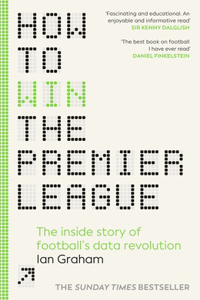 HOW
TO
WIN
THE
PREMIER
LEAGUE
'Fascinating and educational. An
enjoyable and informative read'
SIR KENNY DALGLISH
'The best book on football
I have ever read'
DANIEL FINKELSTEIN
The inside story of
football's data revolution
Ian Graham
THE SUNDAY TIMES BESTSELLER